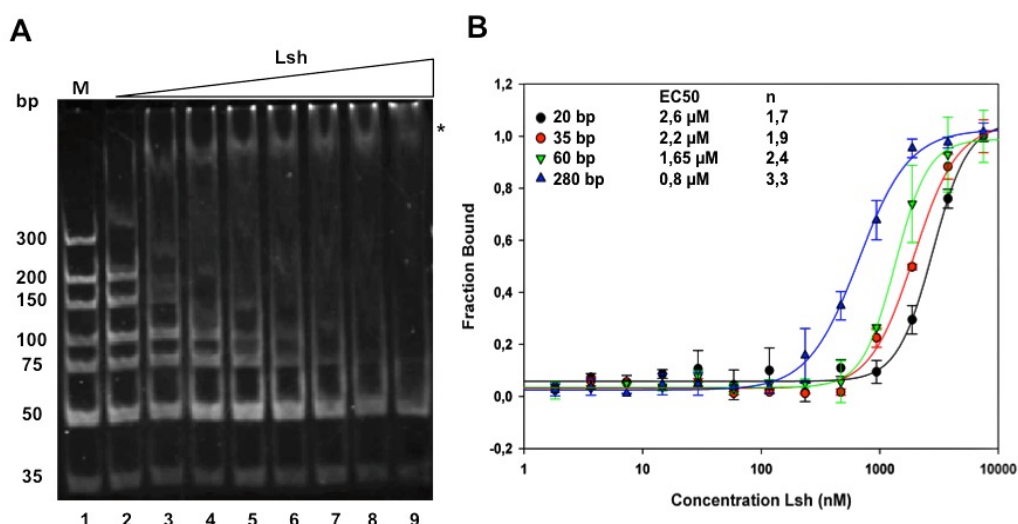 A
Lsh
M
bp
*
300
200
150
100
75
50
35
1 2 3 4 5 6 7 8 9
B
EC50 n
20 bp 2,6 µM 1,7
35 bp 2,2 µM 1,9
60 bp 1,65 µM 2,4
280 bp 0,8 µM 3,3
Fraction Bound
1,2
1,0
0,8
0,6
0,4
0,2
0,0
-0,2
1 10 100 1000 10000
Concentration Lsh (nM)